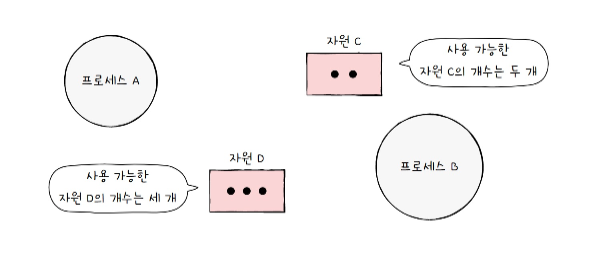 프로세스 A
자원 C
사용 가능한
자원 C의 개수는 두 개
자원 D
사용 가능한
자원 D의 개수는 세 개
프로세스 B